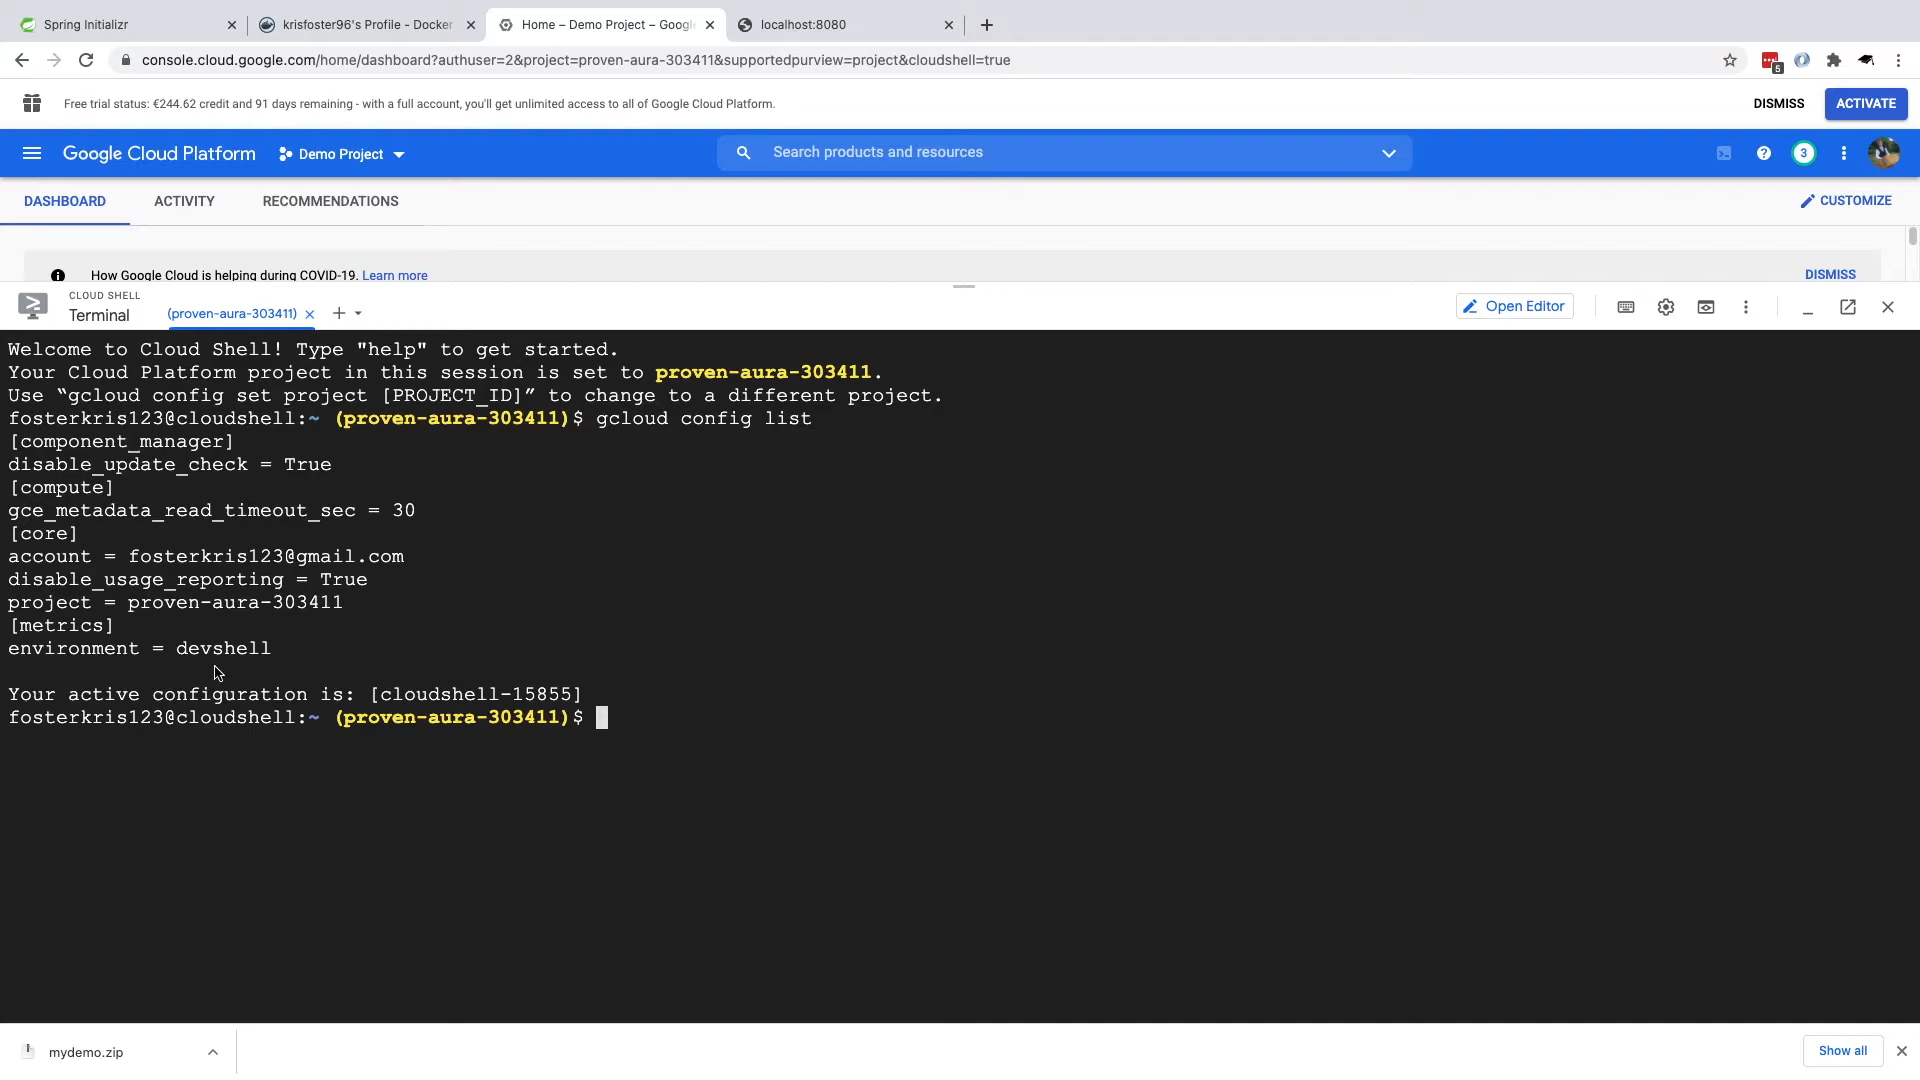 Spring Initializr
krisfoster96's Profile - Docker
Home – Demo Project – Google
localhost:8080
console.cloud.google.com/home/dashboard?authuser=2&project=proven-aura-303411&supportedpurview=project&cloudshell=true
5
Free trial status: €244.62 credit and 91 days remaining - with a full account, you'll get unlimited access to all of Google Cloud Platform.
DISMISS
ACTIVATE
Google Cloud Platform
Demo Project
Search products and resources
3
DASHBOARD
ACTIVITY
RECOMMENDATIONS
CUSTOMIZE
How Google Cloud is helping during COVID-19. Learn more
DISMISS
CLOUD SHELL
Terminal
(proven-aura-303411)
Open Editor
Welcome to Cloud Shell! Type "help" to get started.
Your Cloud Platform project in this session is set to proven-aura-303411.
Use “gcloud config set project [PROJECT_ID]” to change to a different project.
fosterkris123@cloudshell:~ (proven-aura-303411)$ gcloud config list
[component_manager]
disable_update_check = True
[compute]
gce_metadata_read_timeout_sec = 30
[core]
account = fosterkris123@gmail.com
disable_usage_reporting = True
project = proven-aura-303411
[metrics]
environment = devshell
Your active configuration is: [cloudshell-15855]
fosterkris123@cloudshell:~ (proven-aura-303411)$
mydemo.zip
Show all